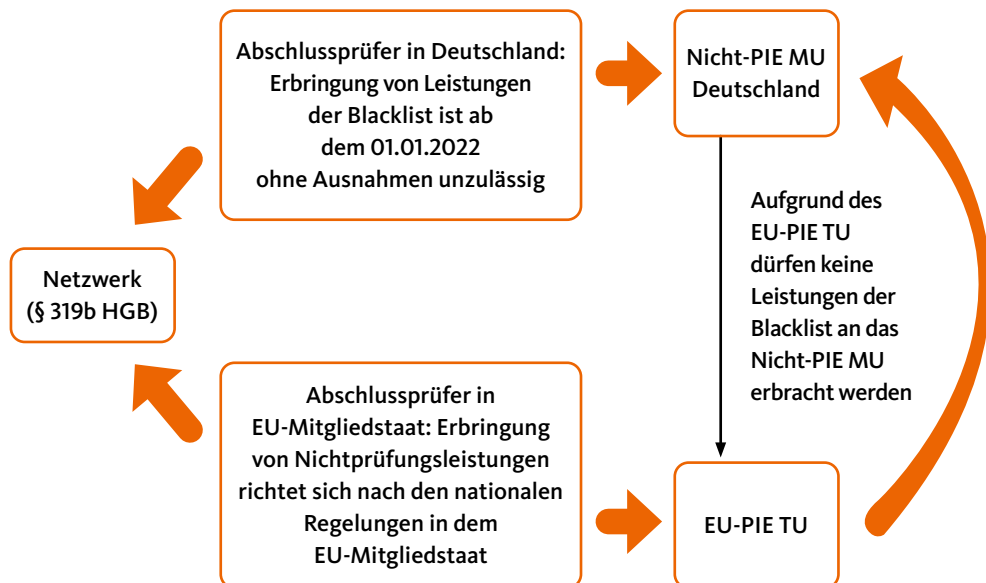 Abschlussprüfer in Deutschland:
Erbringung von Leistungen
der Blacklist ist ab
dem 01.01.2022
ohne Ausnahmen unzulässig
Nicht-PIE MU
Deutschland
Aufgrund des
EU-PIE TU
dürfen keine
Leistungen der
Blacklist an das
Nicht-PIE MU
erbracht werden
Netzwerk
(§ 319b HGB)
Abschlussprüfer in
EU-Mitgliedstaat: Erbringung
von Nichtprüfungsleistungen
richtet sich nach den nationalen
Regelungen in dem
EU-Mitgliedstaat
EU-PIE TU